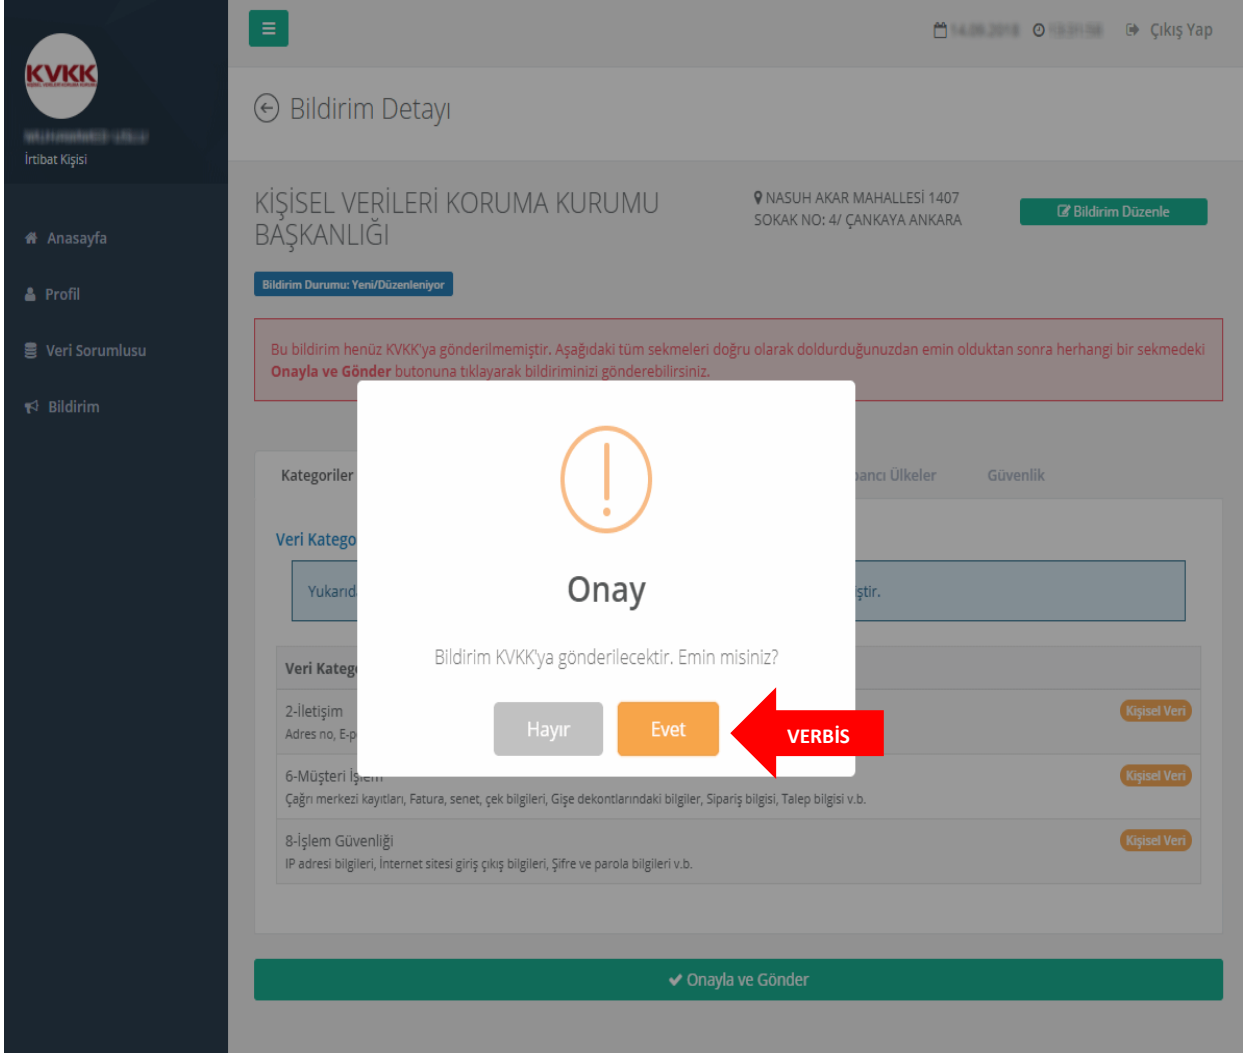 Çıkış Yap
KVKK
İrtibat Kişisi
Anasayfa
Profil
Veri Sorumlusu
Bildirim
Bildirim Detayı
KİŞİSEL VERİLERİ KORUMA KURUMU
BAŞKANLIĞI
NASUH AKAR MAHALLESİ 1407
SOKAK NO: 4/ ÇANKAYA ANKARA
Bildirim Düzenle
Bildirim Durumu: Yeni/Düzenleniyor
Bu bildirim henüz KVKK'ya gönderilmemiştir. Aşağıdaki tüm sekmeleri doğru olarak doldurduğunuzdan emin olduktan sonra herhangi bir sekmedeki
Onayla ve Gönder butonuna tıklayarak bildiriminizi gönderebilirsiniz.
Kategoriler
Ülkeler
Güvenlik
Veri
Onay
Bildirim KVKK'ya gönderilecektir. Emin misiniz?
Hayır
Evet
VERBİS
Veri
2-İletişim
Adres no,
Kişisel Veri
6-Müşteri İşlem
Çağrı merkezi kayıtları, Fatura, senet, çek bilgileri, Gişe dekontlarındaki bilgiler, Sipariş bilgisi, Talep bilgisi v.b.
Kişisel Veri
8-İşlem Güvenliği
IP adresi bilgileri, İnternet sitesi giriş çıkış bilgileri, Şifre ve parola bilgileri v.b.
Kişisel Veri
Onayla ve Gönder